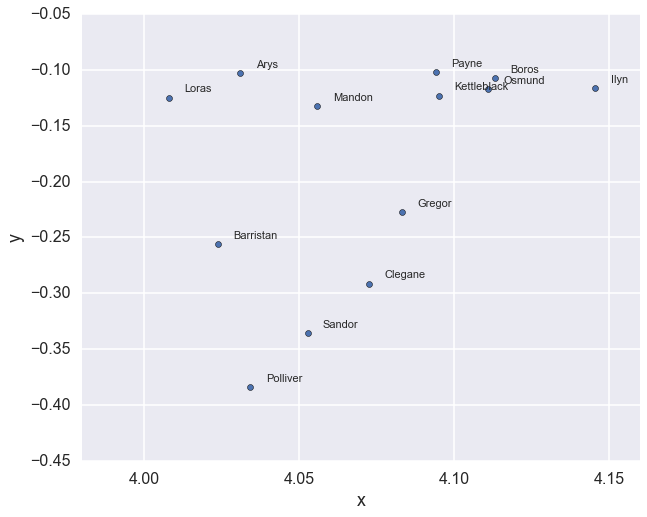 −0.05
−0.10
−0.15
−0.20
−0.25
−0.30
−0.35
−0.40
−0.45
y
Arys
Payne
Boros
Osmund
Ilyn
Loras
Kettleblack
Mandon
Gregor
Barristan
Clegane
Sandor
Polliver
4.00 4.05 4.10 4.15
x